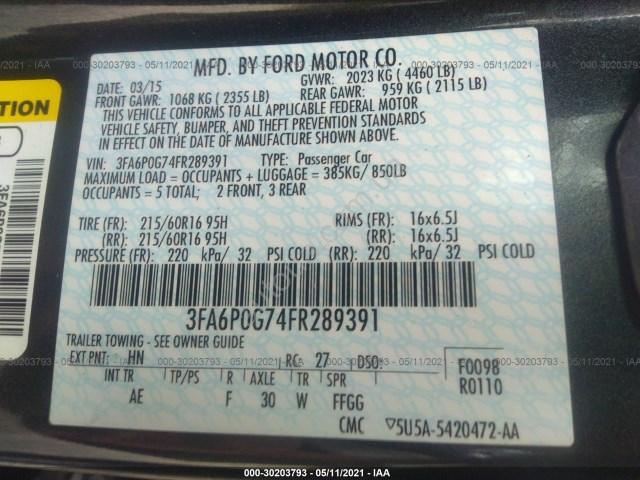 000-30203793 - 05/11/2021 - IAA
MFD. BY FORD MOTOR CO.
DATE: 03/15 GVWR: 2023 KG ( 4460 LB)
FRONT GAWR: 1068 KG ( 2355 LB) REAR GAWR: 959 KG ( 2115 LB)
THIS VEHICLE CONFORMS TO ALL APPLICABLE FEDERAL MOTOR
VEHICLE SAFETY, BUMPER, AND THEFT PREVENTION STANDARDS
IN EFFECT ON THE DATE OF MANUFACTURE SHOWN ABOVE.
VIN: 3FA6P0G74FR289391 TYPE: Passenger Car
MAXIMUM LOAD = OCCUPANTS + LUGGAGE = 385KG/ 850LB
OCCUPANTS = 5 TOTAL; 2 FRONT, 3 REAR
TIRE (FR): 215/60R16 95H RIMS (FR): 16x6.5J
(RR): 215/60R16 95H (RR): 16x6.5J
PRESSURE (FR): 220 kPa/ 32 PSI COLD (RR): 220 kPa/ 32 PSI COLD
3FA6P0G74FR289391
TRAILER TOWING - SEE OWNER GUIDE
EXT PNT: HN RC: 27 DSO: F0098
R0110
INT TR TP/PS R AXLE TR SPR
AE F 30 W FFGG
CMC 5U5A-5420472-AA
000-30203793 - 05/11/2021 - IAA